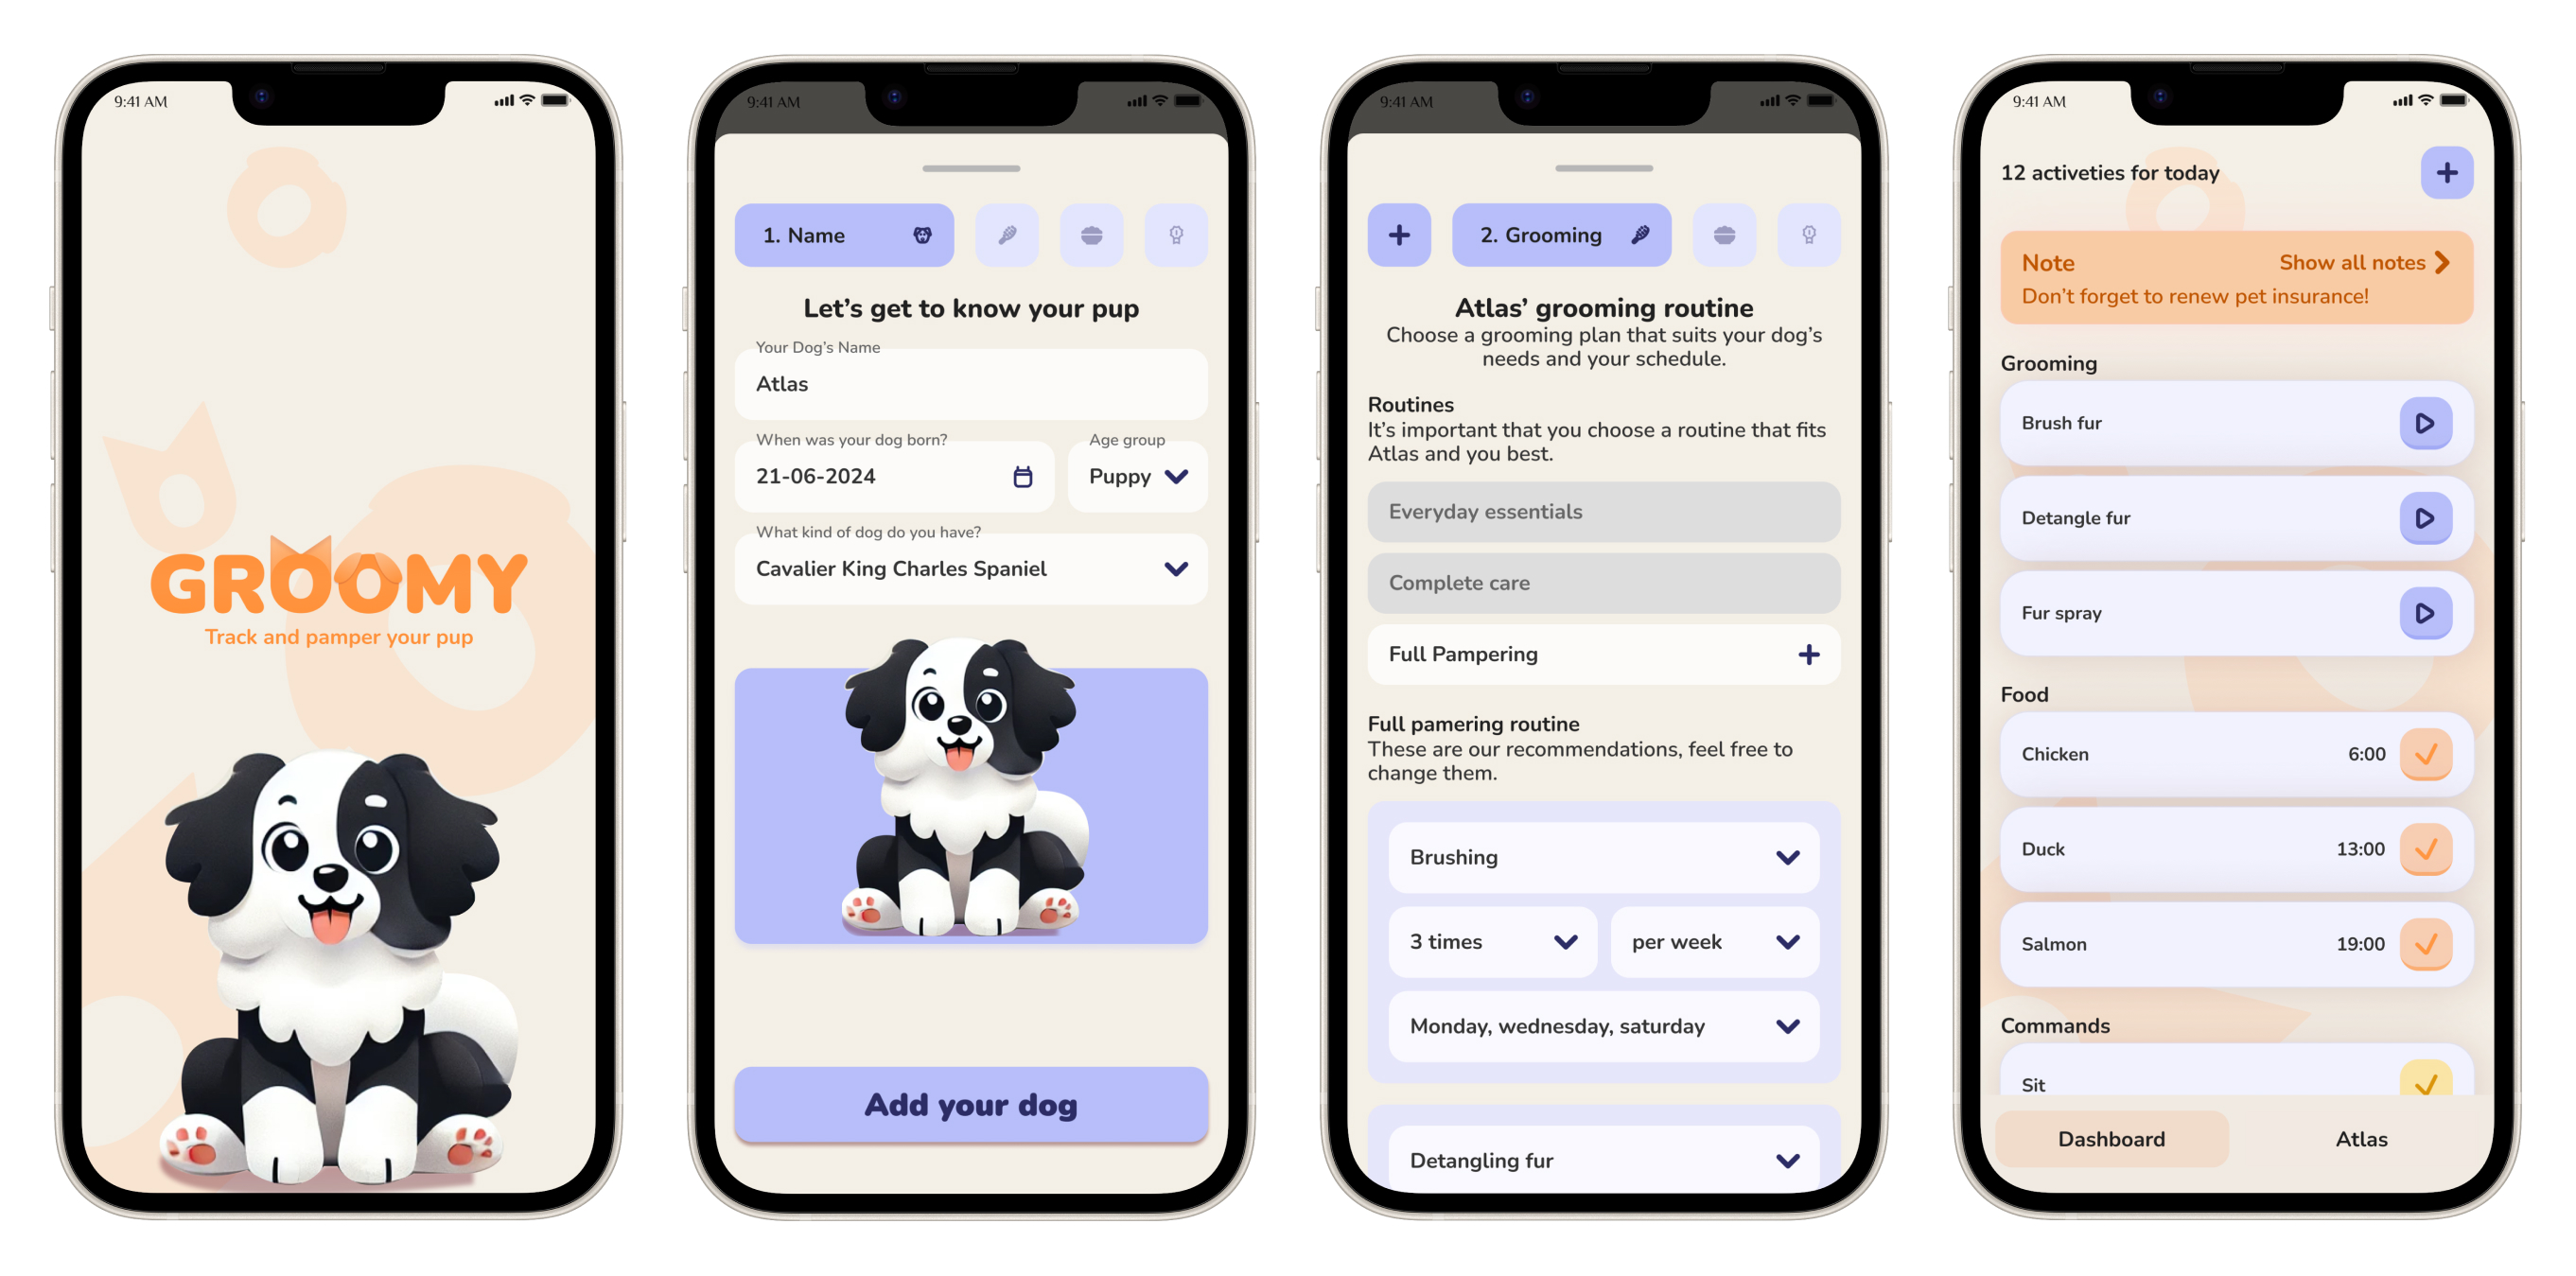 9:41 AM
GROOMY
Track and pamper your pup
9:41 AM
1. Name
Let's get to know your pup
Your Dog's Name
Atlas
When was your dog born?
Age group
21-06-2024
Puppy
What kind of dog do you have?
Cavalier King Charles Spaniel
Add your dog
9:41 AM
2. Grooming
Atlas' grooming routine
Choose a grooming plan that suits your dog's
needs and your schedule.
Routines
It's important that you choose a routine that fits
Atlas and you best.
Everyday essentials
Complete care
Full Pampering
Full pamering routine
These are our recommendations, feel free to
change them.
Brushing
3 times
per week
Monday, wednesday, saturday
Detangling fur
9:41 AM
12 activeties for today
Note
Show all notes
Don't forget to renew pet insurance!
Grooming
Brush fur
Detangle fur
Fur spray
Food
Chicken 6:00
Duck 13:00
Salmon 19:00
Commands
Sit
Dashboard
Atlas